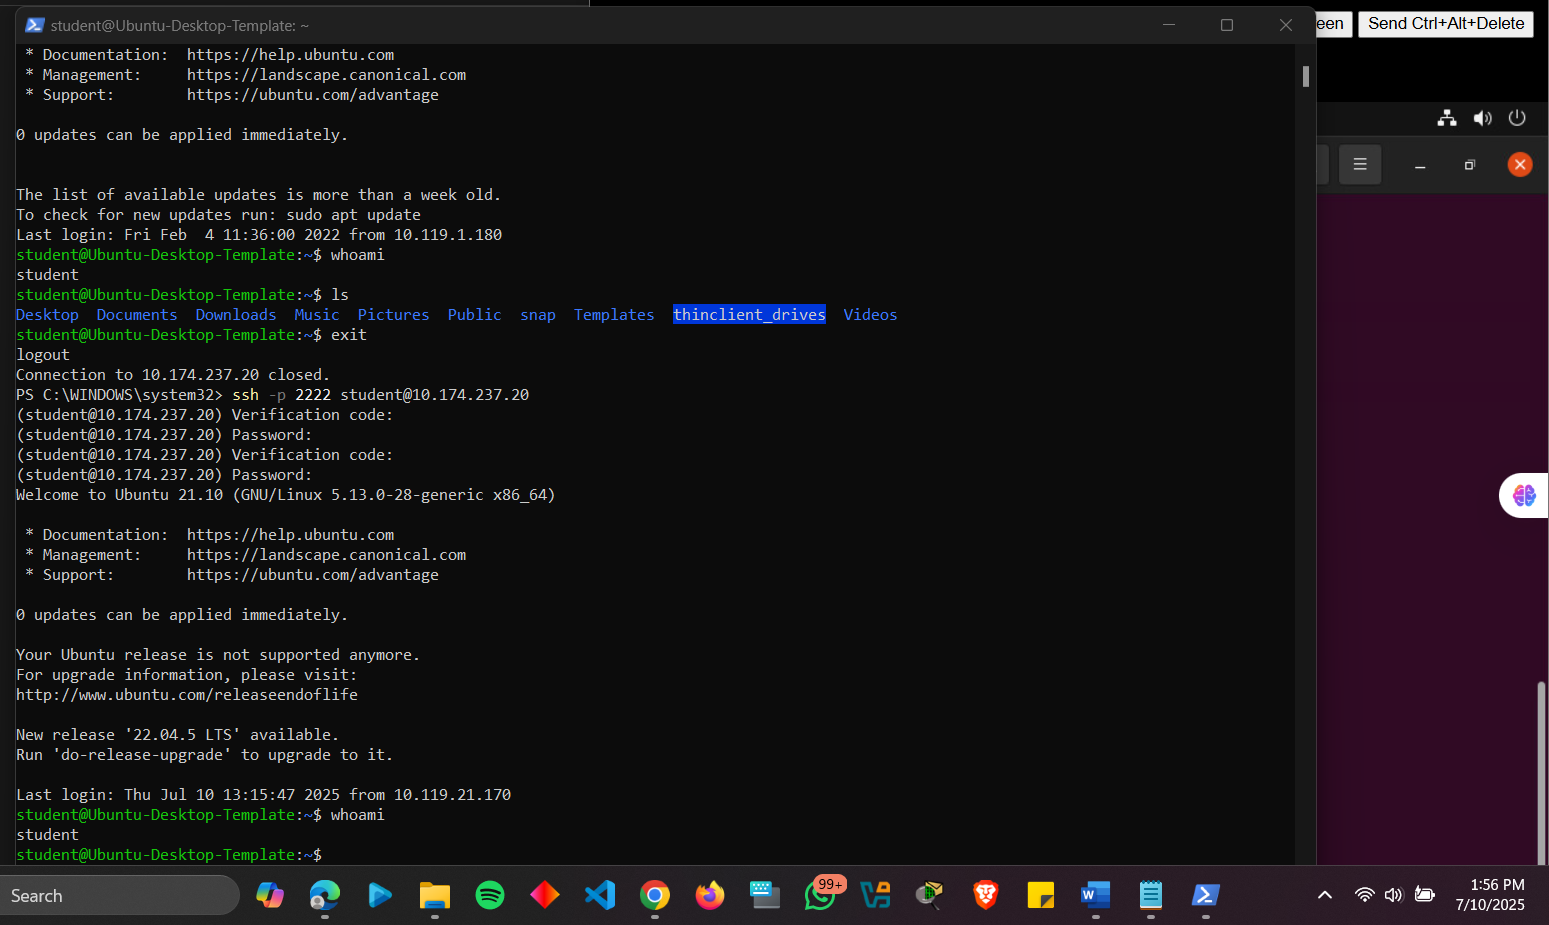 student@Ubuntu-Desktop-Template: ~
een
Send Ctrl+Alt+Delete
* Documentation:  https://help.ubuntu.com
* Management:     https://landscape.canonical.com
* Support:        https://ubuntu.com/advantage
0 updates can be applied immediately.
The list of available updates is more than a week old.
To check for new updates run: sudo apt update
Last login: Fri Feb  4 11:36:00 2022 from 10.119.1.180
student@Ubuntu-Desktop-Template:~$ whoami
student
student@Ubuntu-Desktop-Template:~$ ls
Desktop  Documents  Downloads  Music  Pictures  Public  snap  Templates  thinclient_drives  Videos
student@Ubuntu-Desktop-Template:~$ exit
logout
Connection to 10.174.237.20 closed.
PS C:\WINDOWS\system32> ssh -p 2222 student@10.174.237.20
(student@10.174.237.20) Verification code:
(student@10.174.237.20) Password:
(student@10.174.237.20) Verification code:
(student@10.174.237.20) Password:
Welcome to Ubuntu 21.10 (GNU/Linux 5.13.0-28-generic x86_64)
* Documentation:  https://help.ubuntu.com
* Management:     https://landscape.canonical.com
* Support:        https://ubuntu.com/advantage
0 updates can be applied immediately.
Your Ubuntu release is not supported anymore.
For upgrade information, please visit:
http://www.ubuntu.com/releaseendoflife
New release '22.04.5 LTS' available.
Run 'do-release-upgrade' to upgrade to it.
Last login: Thu Jul 10 13:15:47 2025 from 10.119.21.170
student@Ubuntu-Desktop-Template:~$ whoami
student
student@Ubuntu-Desktop-Template:~$
Search
99+
1:56 PM
7/10/2025